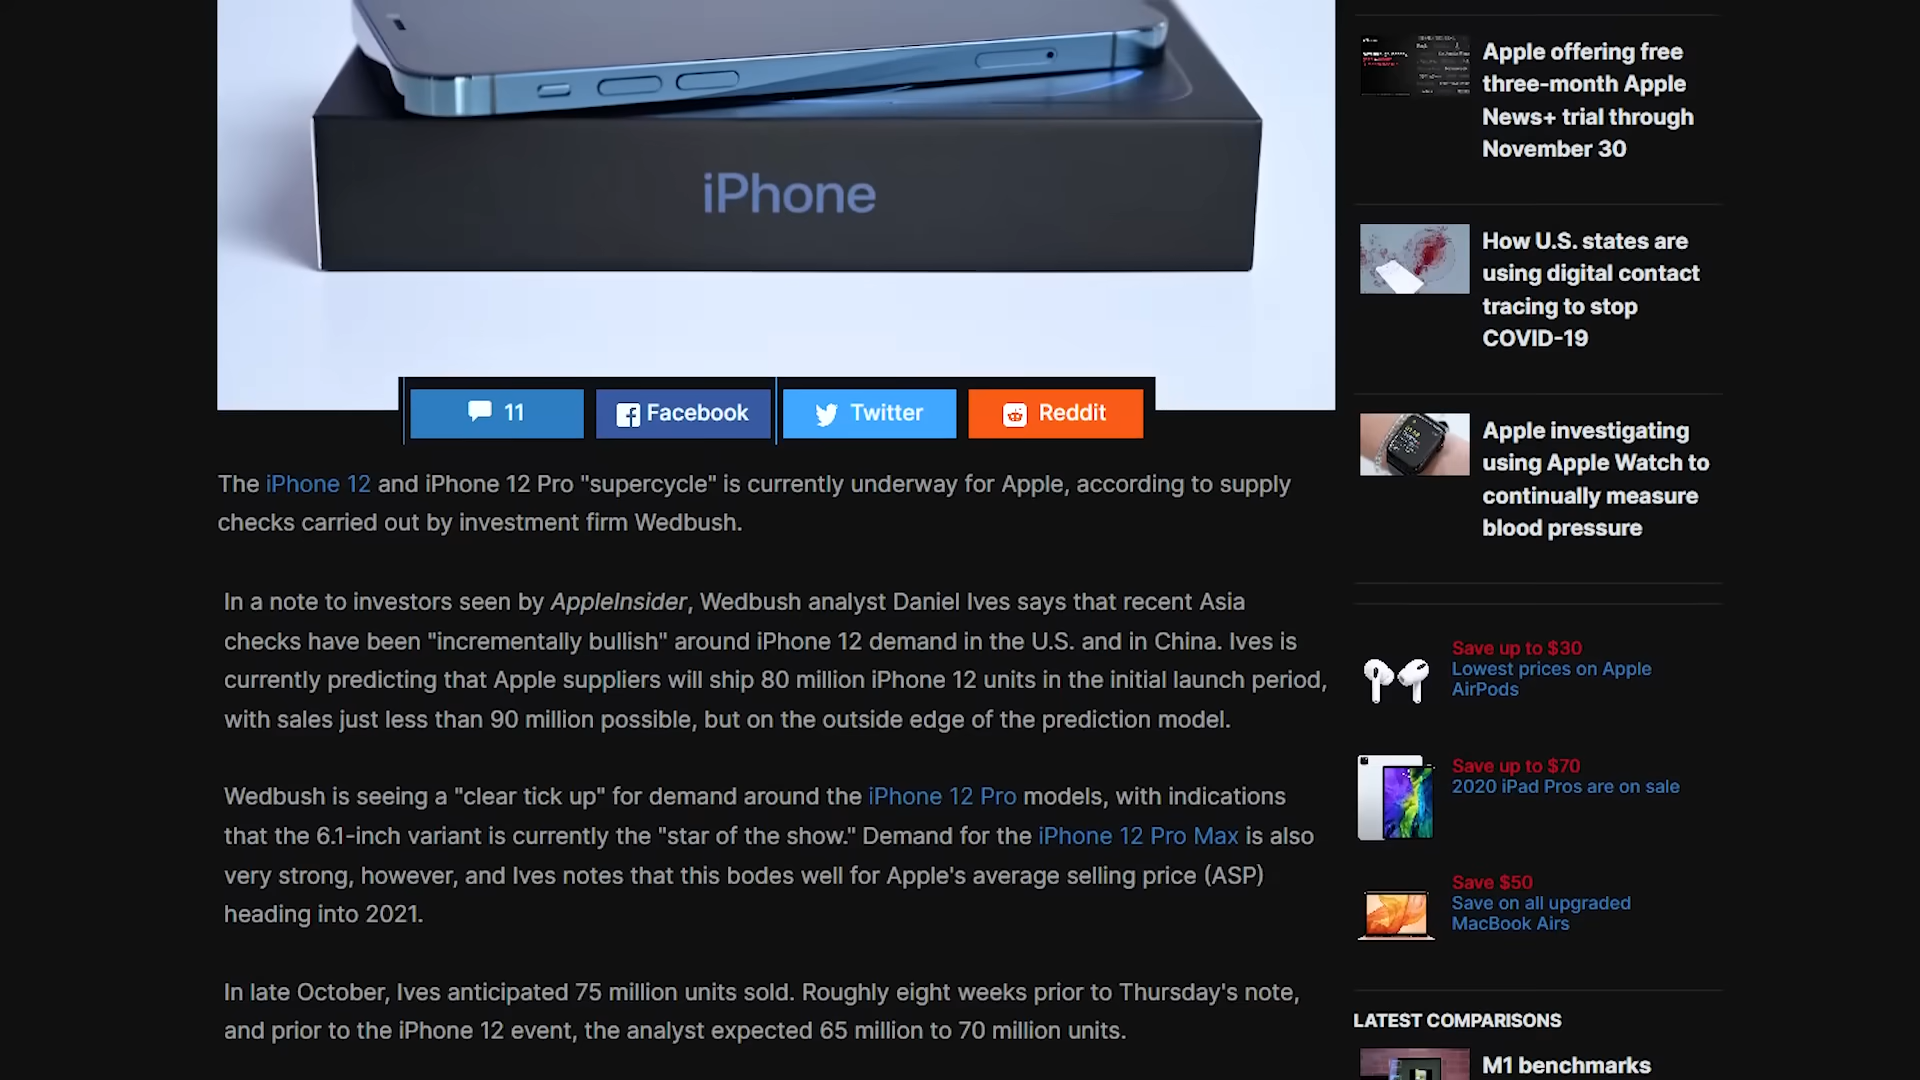 iPhone
11
Facebook
Twitter
Reddit
The iPhone 12 and iPhone 12 Pro "supercycle" is currently underway for Apple, according to supply
checks carried out by investment firm Wedbush.
In a note to investors seen by AppleInsider, Wedbush analyst Daniel Ives says that recent Asia
checks have been "incrementally bullish" around iPhone 12 demand in the U.S. and in China. Ives is
currently predicting that Apple suppliers will ship 80 million iPhone 12 units in the initial launch period,
with sales just less than 90 million possible, but on the outside edge of the prediction model.
Wedbush is seeing a "clear tick up" for demand around the iPhone 12 Pro models, with indications
that the 6.1-inch variant is currently the "star of the show." Demand for the iPhone 12 Pro Max is also
very strong, however, and Ives notes that this bodes well for Apple's average selling price (ASP)
heading into 2021.
In late October, Ives anticipated 75 million units sold. Roughly eight weeks prior to Thursday's note,
and prior to the iPhone 12 event, the analyst expected 65 million to 70 million units.
Apple offering free
three-month Apple
News+ trial through
November 30
How U.S. states are
using digital contact
tracing to stop
COVID-19
Apple investigating
using Apple Watch to
continually measure
blood pressure
Save up to $30
Lowest prices on Apple
AirPods
Save up to $70
2020 iPad Pros are on sale
Save $50
Save on all upgraded
MacBook Airs
LATEST COMPARISONS
M1 benchmarks